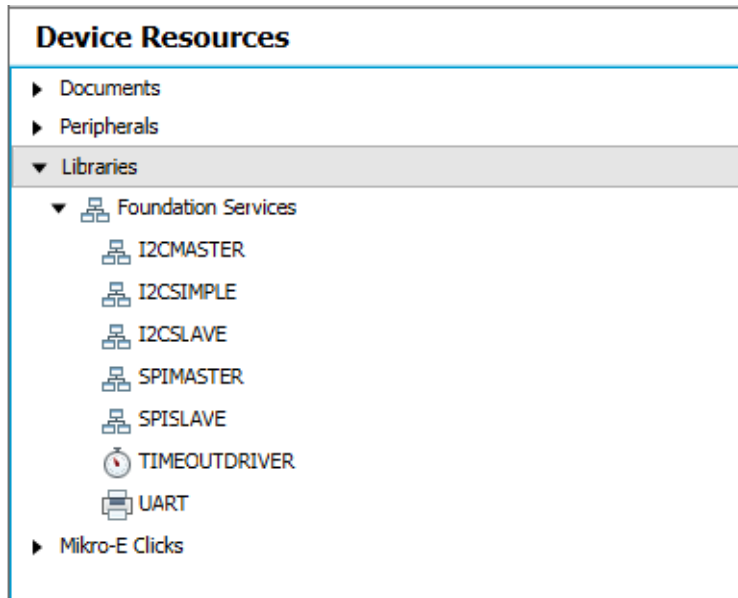 Device Resources
Documents
Peripherals
Libraries
Foundation Services
I2CMASTER
I2CSIMPLE
I2CSLAVE
SPIMASTER
SPISLAVE
TIMEOUTDRIVER
UART
Mikro-E Clicks